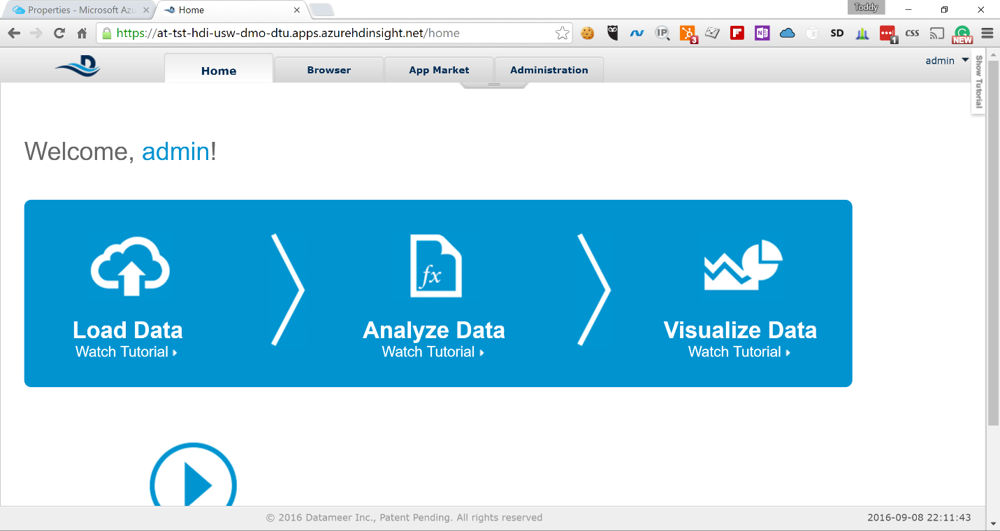 Properties - Microsoft Azu
Home
Toddy
https://at-tst-hdi-usw-dmo-dtu.apps.azurehdinsight.net/home
IP
3
N
SD
1
CSS
NEW
D
Home
Browser
App Market
Administration
admin
Show Tutorial
Welcome, admin!
fx
Load Data
Analyze Data
Visualize Data
Watch Tutorial
Watch Tutorial
Watch Tutorial
© 2016 Datameer Inc., Patent Pending. All rights reserved
2016-09-08 22:11:43